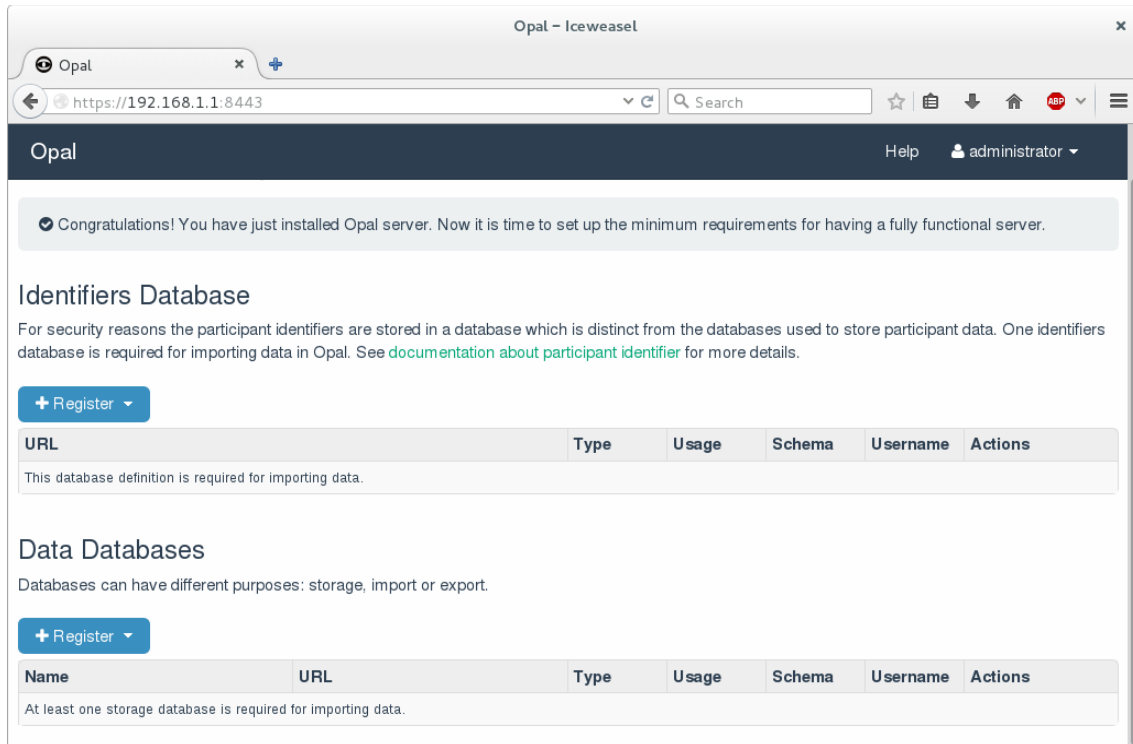 Opal – Iceweasel
Opal
https://192.168.1.1:8443
Search
ABP
Opal
Help
administrator
Congratulations! You have just installed Opal server. Now it is time to set up the minimum requirements for having a fully functional server.
Identifiers Database
For security reasons the participant identifiers are stored in a database which is distinct from the databases used to store participant data. One identifiers
database is required for importing data in Opal. See documentation about participant identifier for more details.
Register
URL Type Usage Schema Username Actions
This database definition is required for importing data.
Data Databases
Databases can have different purposes: storage, import or export.
Register
Name URL Type Usage Schema Username Actions
At least one storage database is required for importing data.